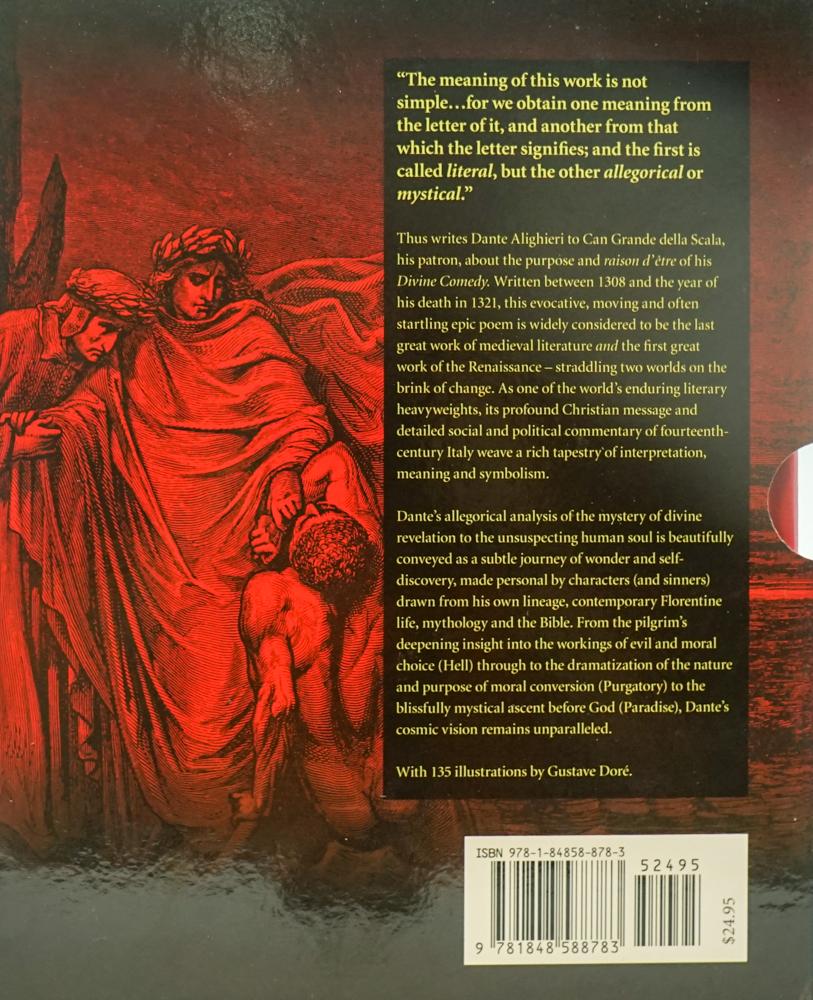 “The meaning of this work is not
simple…for we obtain one meaning from
the letter of it, and another from that
which the letter signifies; and the first is
called literal, but the other allegorical or
mystical.”
Thus writes Dante Alighieri to Can Grande della Scala,
his patron, about the purpose and raison d’être of his
Divine Comedy. Written between 1308 and the year of
his death in 1321, this evocative, moving and often
startling epic poem is widely considered to be the last
great work of medieval literature and the first great
work of the Renaissance – straddling two worlds on the
brink of change. As one of the world’s enduring literary
heavyweights, its profound Christian message and
detailed social and political commentary of fourteenth-
century Italy weave a rich tapestry of interpretation,
meaning and symbolism.
Dante’s allegorical analysis of the mystery of divine
revelation to the unsuspecting human soul is beautifully
conveyed as a subtle journey of wonder and self-
discovery, made personal by characters (and sinners)
drawn from his own lineage, contemporary Florentine
life, mythology and the Bible. From the pilgrim’s
deepening insight into the workings of evil and moral
choice (Hell) through to the dramatization of the nature
and purpose of moral conversion (Purgatory) to the
blissfully mystical ascent before God (Paradise), Dante’s
cosmic vision remains unparalleled.
With 135 illustrations by Gustave Doré.
ISBN 978-1-84858-878-3
52495
9 781848 588783
$24.95